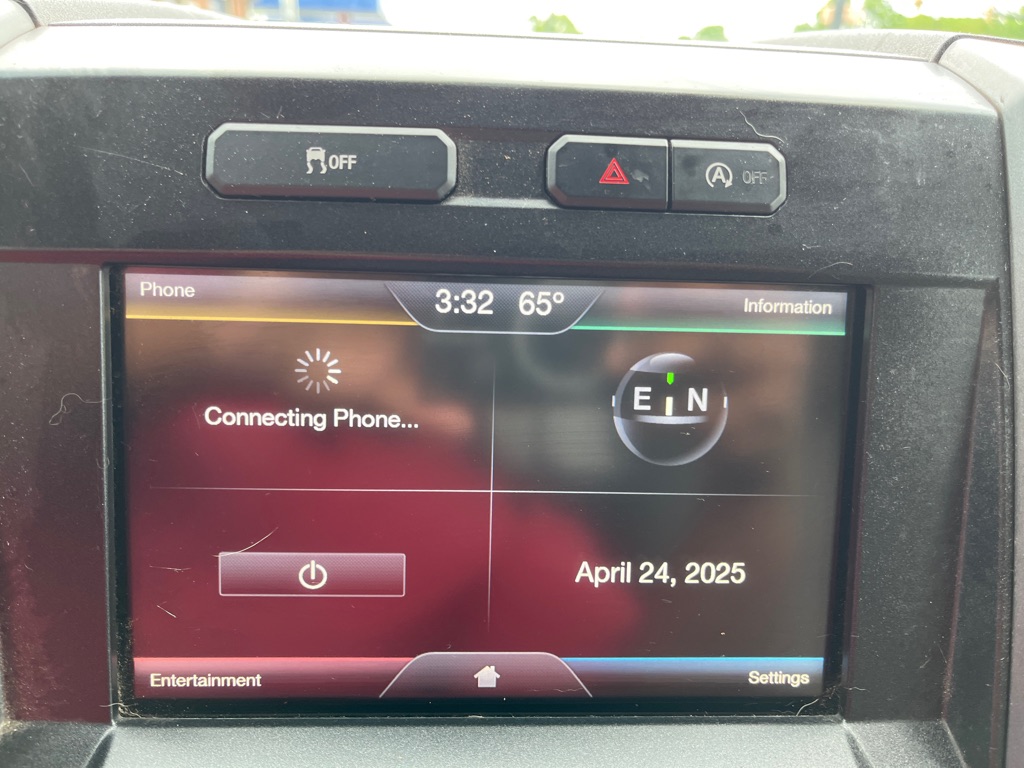 OFF
A OFF
Phone
3:32 65°
Information
Connecting Phone...
E N
April 24, 2025
Entertainment
Settings